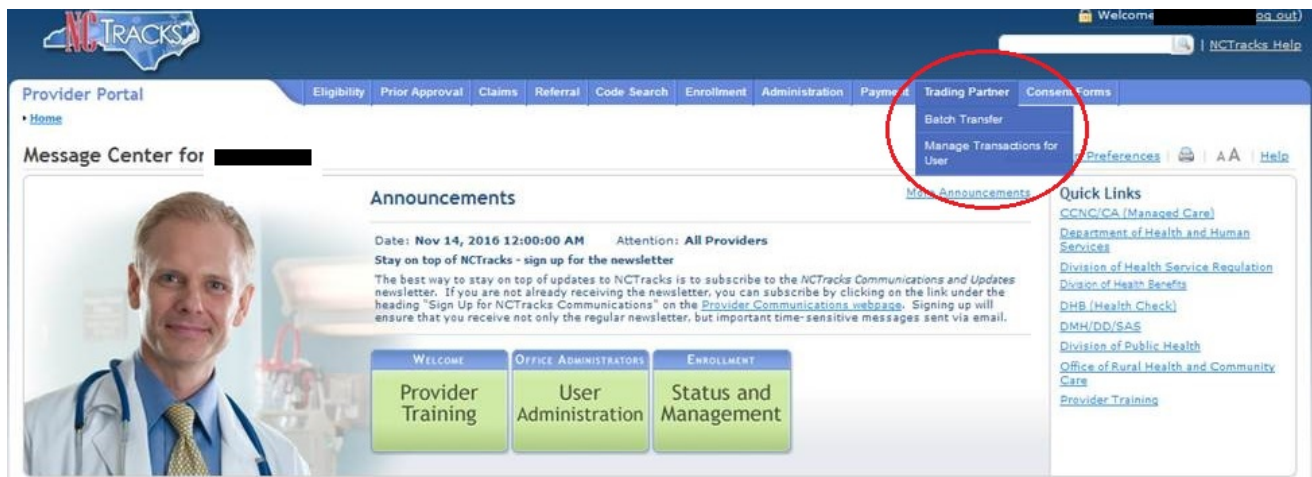 NCTRACKS
Welcome
og out)
| NCTracks Help
Provider Portal
Eligibility Prior Approval Claims Referral Code Search Enrollment Administration Payment Trading Partner Consent Forms
Home
Batch Transfer
Manage Transactions for
User
Message Center for
Preferences | | AA | Help
Announcements
More Announcements
Date: Nov 14, 2016 12:00:00 AM Attention: All Providers
Stay on top of NCTracks - sign up for the newsletter
The best way to stay on top of updates to NCTracks is to subscribe to the NCTracks Communications and Updates
newsletter. If you are not already receiving the newsletter, you can subscribe by clicking on the link under the
heading "Sign Up for NCTracks Communications" on the Provider Communications webpage. Signing up will
ensure that you receive not only the regular newsletter, but important time-sensitive messages sent via email.
WELCOME
Provider
Training
OFFICE ADMINISTRATORS
User
Administration
ENROLLMENT
Status and
Management
Quick Links
CCNC/CA (Managed Care)
Department of Health and Human
Services
Division of Health Service Regulation
Division of Health Benefits
DHB (Health Check)
DMH/DD/SAS
Division of Public Health
Office of Rural Health and Community
Care
Provider Training